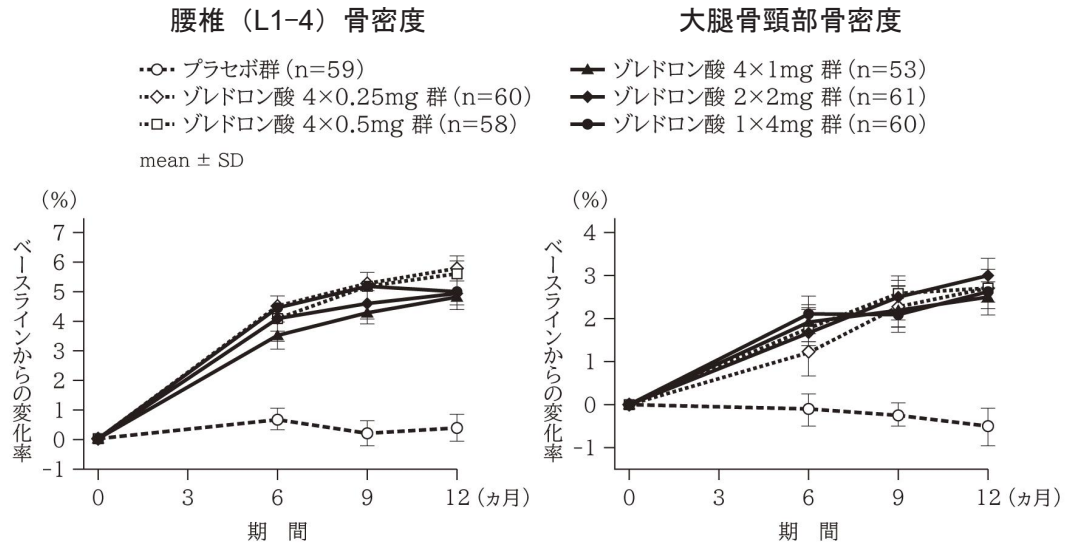 腰椎（L1-4）骨密度
大腿骨頸部骨密度
プラセボ群（n=59）
ゾレドロン酸 4×0.25mg 群（n=60）
ゾレドロン酸 4×0.5mg 群（n=58）
mean ± SD
ゾレドロン酸 4×1mg 群（n=53）
ゾレドロン酸 2×2mg 群（n=61）
ゾレドロン酸 1×4mg 群（n=60）
（%）
ベースラインからの変化率
7
6
5
4
3
2
1
0
-1
0 3 6 9 12（ヵ月）
期 間
（%）
ベースラインからの変化率
4
3
2
1
0
-1
0 3 6 9 12（ヵ月）
期 間